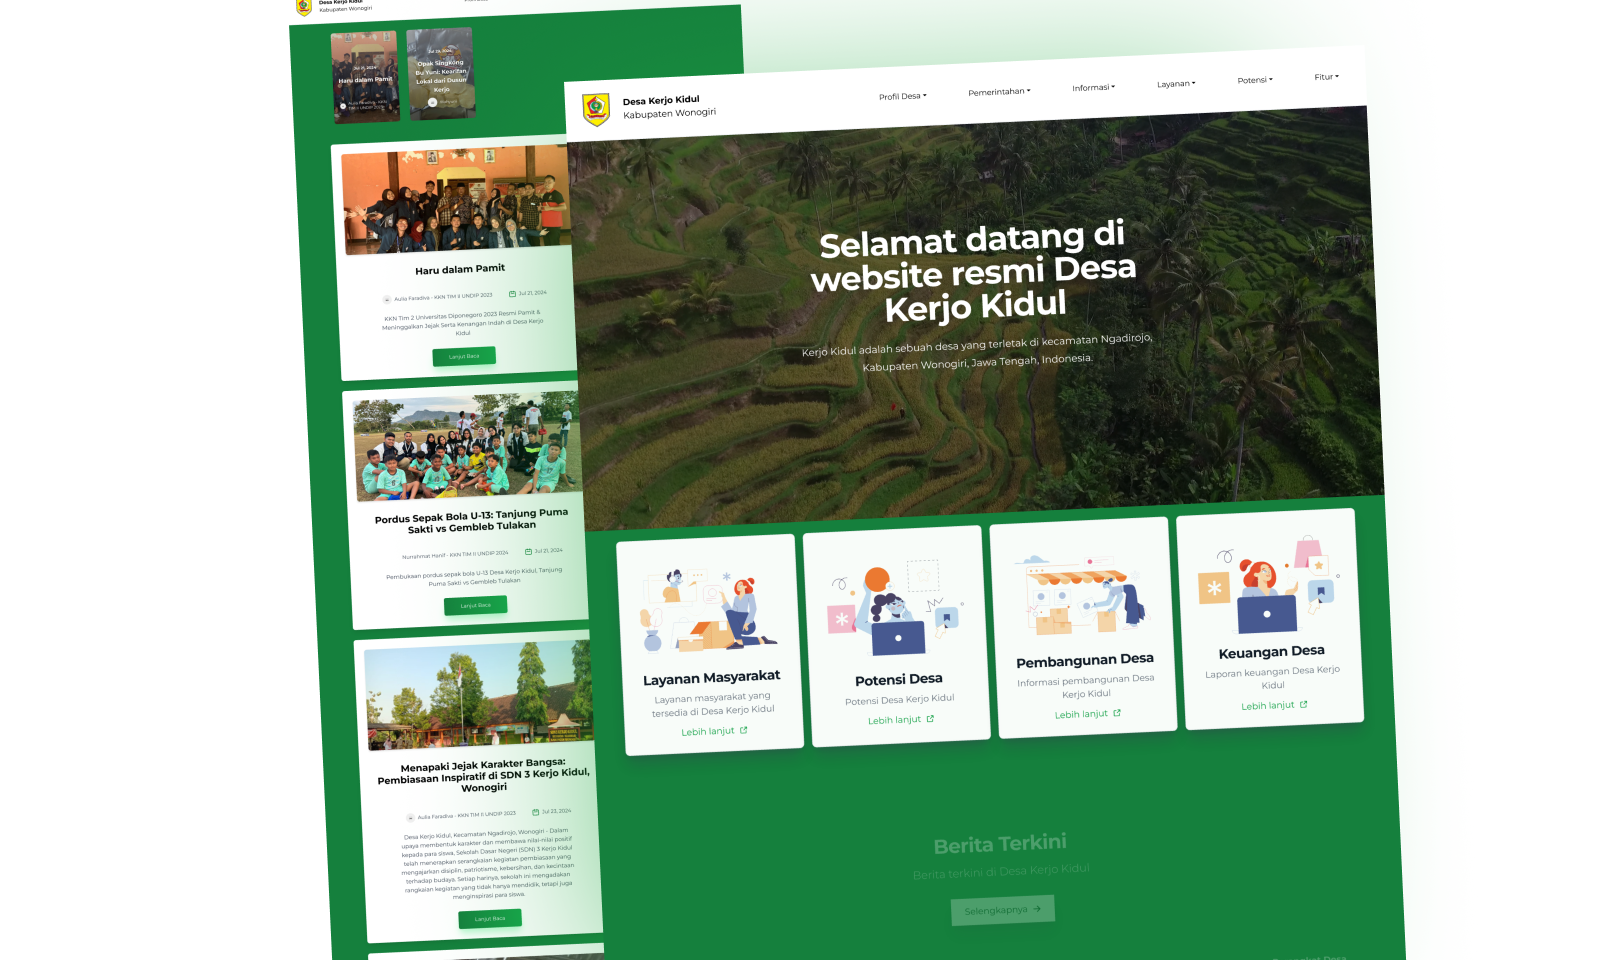 Desa Kerjo Kidul
Kabupaten Wonogiri
Jul 21, 2024
Haru dalam Pamit
Aulia Faradiva - KKN
TIM II UNDIP 2023
Jul 29, 2024
Opak Singkong
Bu Yuni: Kearifan
Lokal dari Dusun
Kerjo
Haru dalam Pamit
Aulia Faradiva - KKN TIM II UNDIP 2023
Jul 21, 2024
KKN Tim 2 Universitas Diponegoro 2023 Resmi Pamit &
Meninggalkan Jejak Serta Kenangan Indah di Desa Kerjo
Kidul
Lanjut Baca
Pordus Sepak Bola U-13: Tanjung Puma
Sakti vs Gembleb Tulakan
Nurrahmat Hanif - KKN TIM II UNDIP 2024
Jul 21, 2024
Pembukaan pordus sepak bola U-13 Desa Kerjo Kidul, Tanjung
Puma Sakti vs Gembleb Tulakan
Lanjut Baca
Menapaki Jejak Karakter Bangsa:
Pembiasaan Inspiratif di SDN 3 Kerjo Kidul,
Wonogiri
Aulia Faradiva - KKN TIM II UNDIP 2023
Jul 23, 2024
Desa Kerjo Kidul, Kecamatan Ngadirojo, Wonogiri - Dalam
upaya membentuk karakter dan membawa nilai-nilai positif
kepada para siswa, Sekolah Dasar Negeri (SDN) 3 Kerjo Kidul
telah menerapkan serangkaian kegiatan pembiasaan yang
mengajarkan disiplin, patriotisme, kebersihan, dan kecintaan
terhadap budaya. Setiap harinya, sekolah ini mengadakan
rangkaian kegiatan yang tidak hanya mendidik, tetapi juga
menginspirasi para siswa.
Lanjut Baca
Desa Kerjo Kidul
Kabupaten Wonogiri
Profil Desa
Pemerintahan
Informasi
Layanan
Potensi
Fitur
Selamat datang di
website resmi Desa
Kerjo Kidul
Kerjo Kidul adalah sebuah desa yang terletak di kecamatan Ngadirojo,
Kabupaten Wonogiri, Jawa Tengah, Indonesia.
Layanan Masyarakat
Layanan masyarakat yang
tersedia di Desa Kerjo Kidul
Lebih lanjut
Potensi Desa
Potensi Desa Kerjo Kidul
Lebih lanjut
Pembangunan Desa
Informasi pembangunan Desa
Kerjo Kidul
Lebih lanjut
Keuangan Desa
Laporan keuangan Desa Kerjo
Kidul
Lebih lanjut
Berita Terkini
Berita terkini di Desa Kerjo Kidul
Selengkapnya